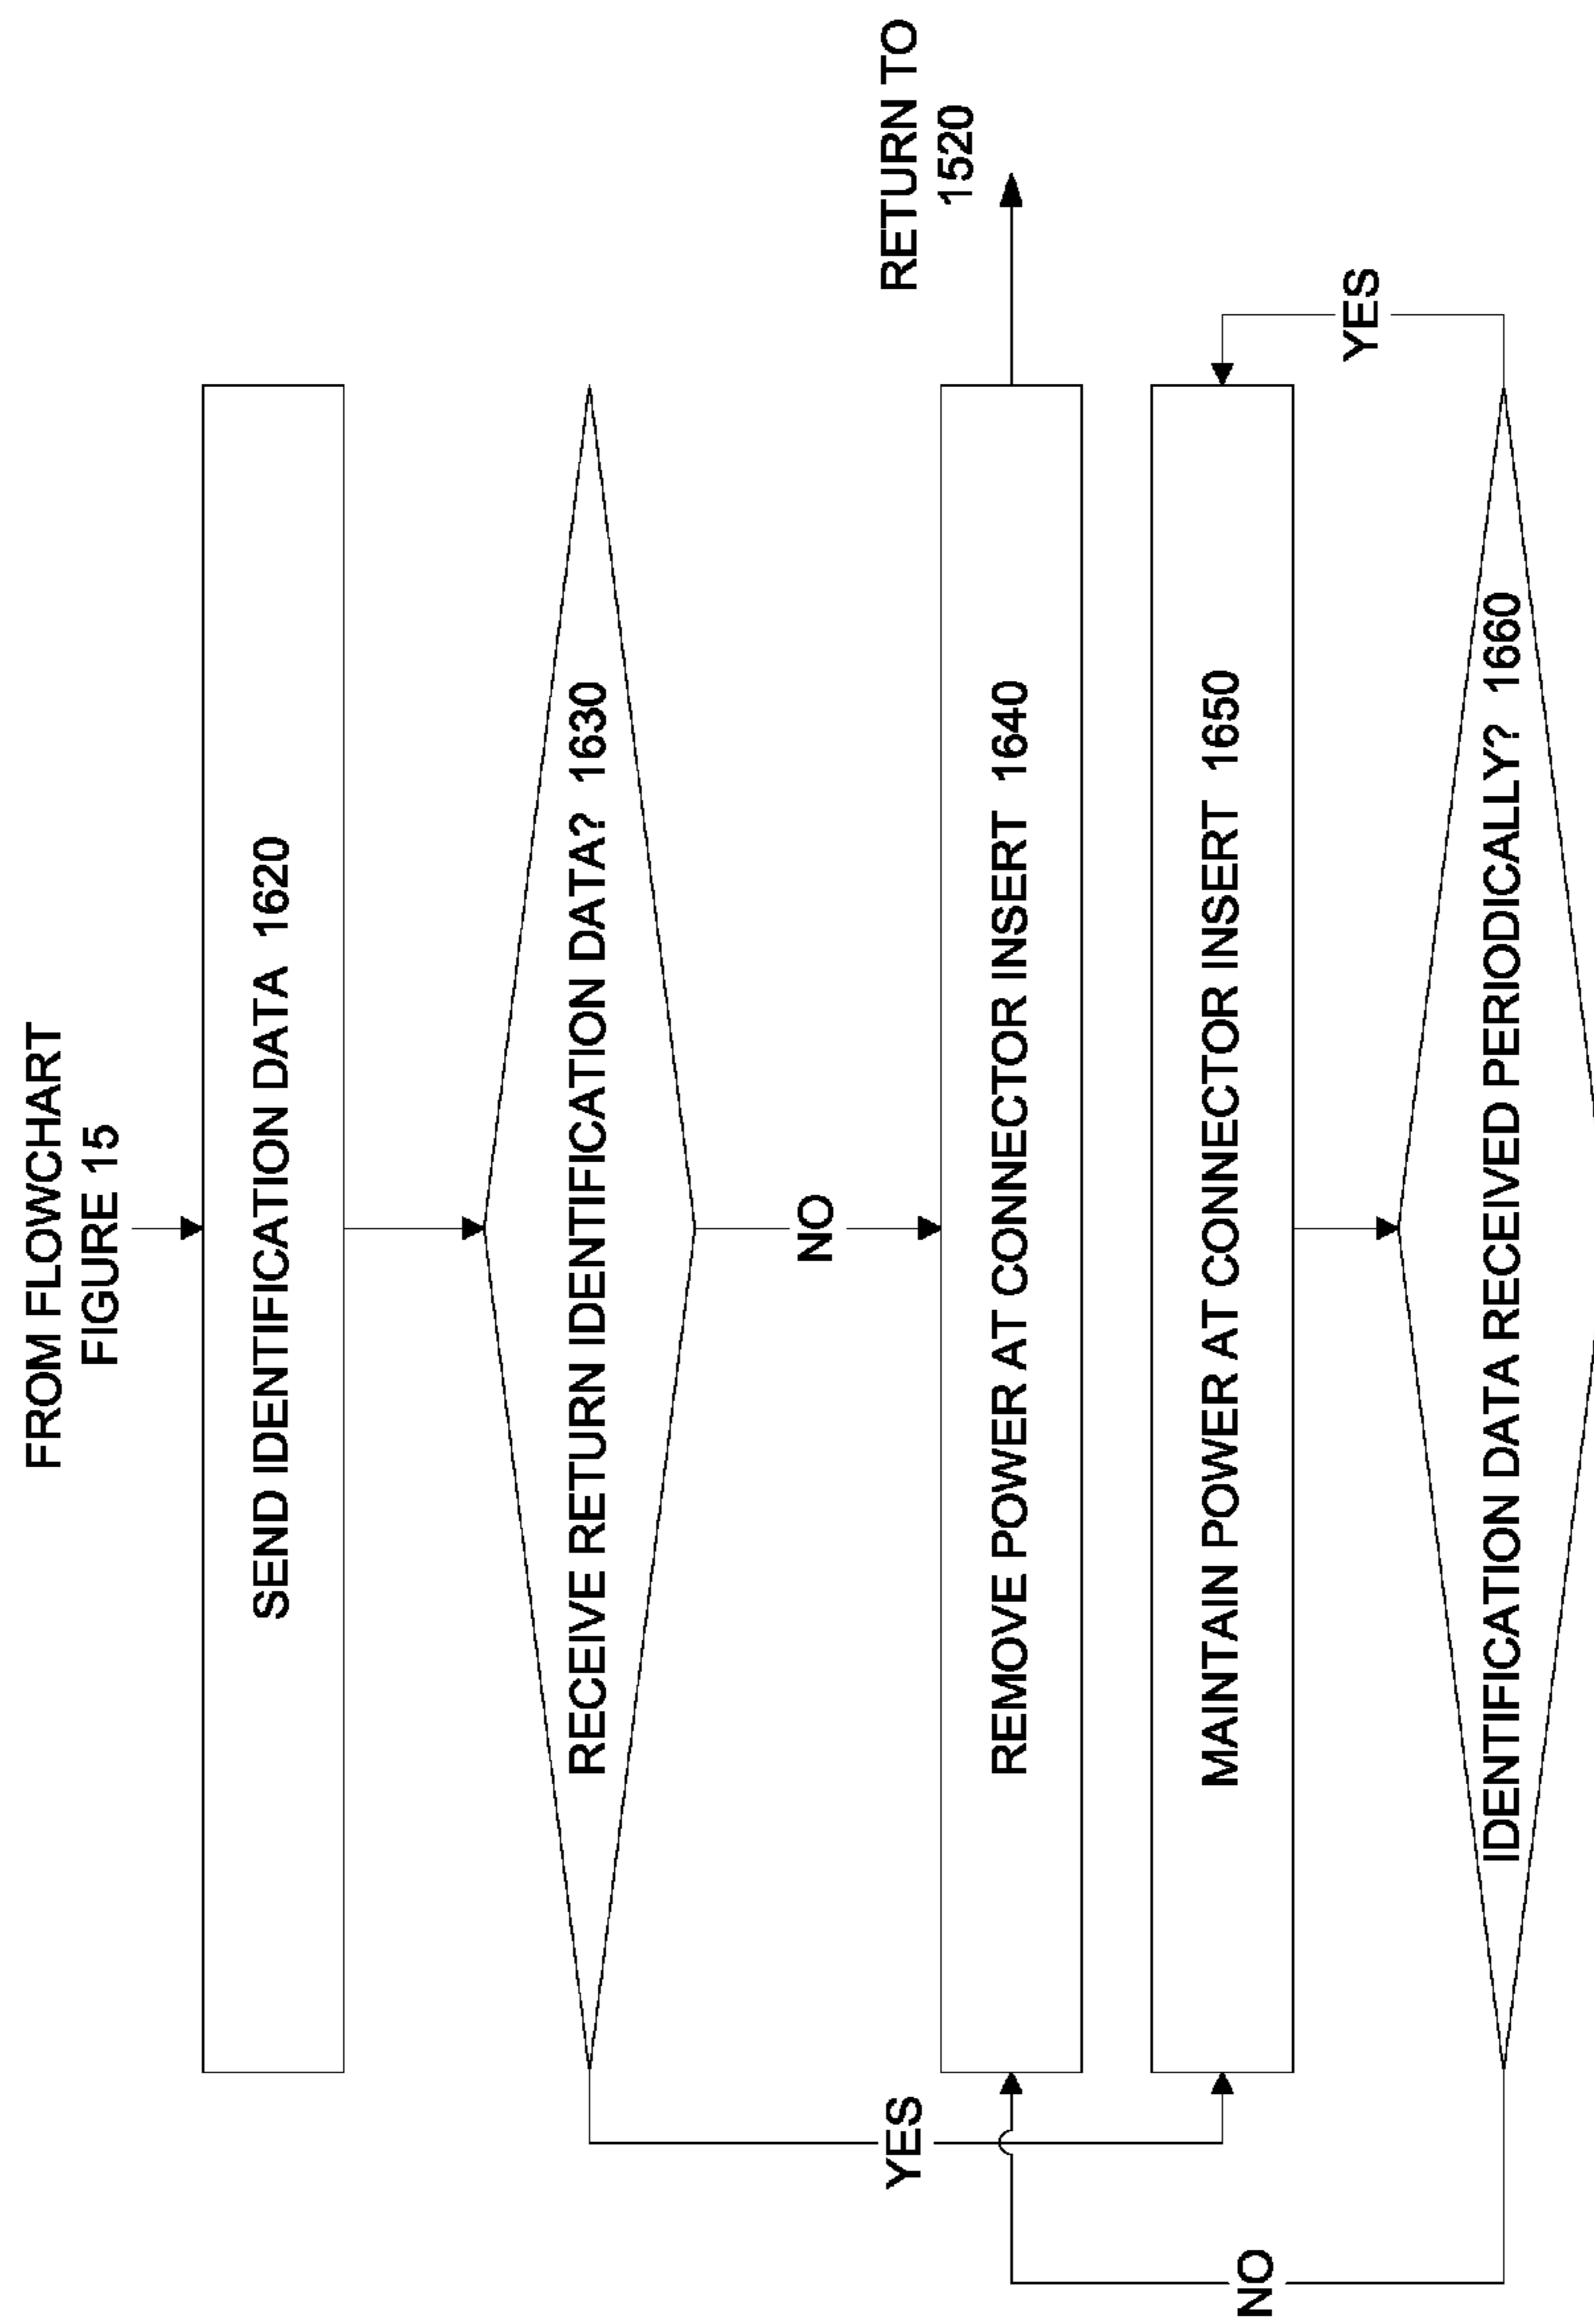 FROM FLOWCHART
FIGURE 15
SEND IDENTIFICATION DATA 1620
RECEIVE RETURN IDENTIFICATION DATA? 1630
NO
YES
RETURN TO
1520
REMOVE POWER AT CONNECTOR INSERT 1640
MAINTAIN POWER AT CONNECTOR INSERT 1650
YES
NO
IDENTIFICATION DATA RECEIVED PERIODICALLY? 1660